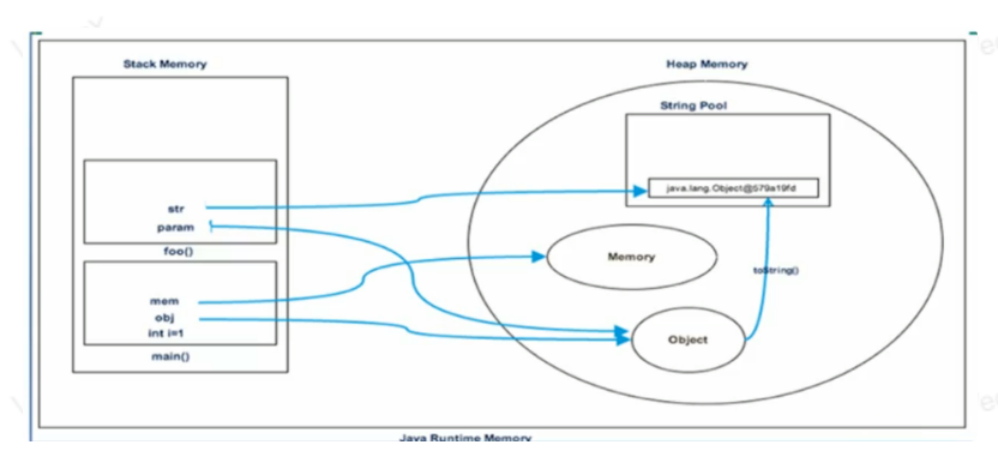 Stack Memory
Heap Memory
String Pool
java.lang.Object@579a19fd
str
param
foo()
Memory
toString()
mem
obj
int i=1
main()
Object
Java Runtime Memory